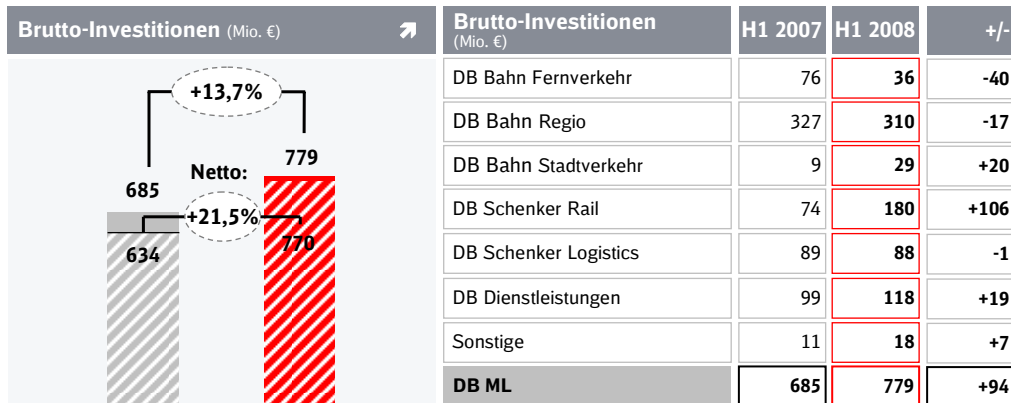 Brutto-Investitionen (Mio. €)
+13,7%
779
Netto:
685
+21,5%
634
770
Brutto-Investitionen (Mio. €) H1 2007 H1 2008 +/-
DB Bahn Fernverkehr 76 36 -40
DB Bahn Regio 327 310 -17
DB Bahn Stadtverkehr 9 29 +20
DB Schenker Rail 74 180 +106
DB Schenker Logistics 89 88 -1
DB Dienstleistungen 99 118 +19
Sonstige 11 18 +7
DB ML 685 779 +94